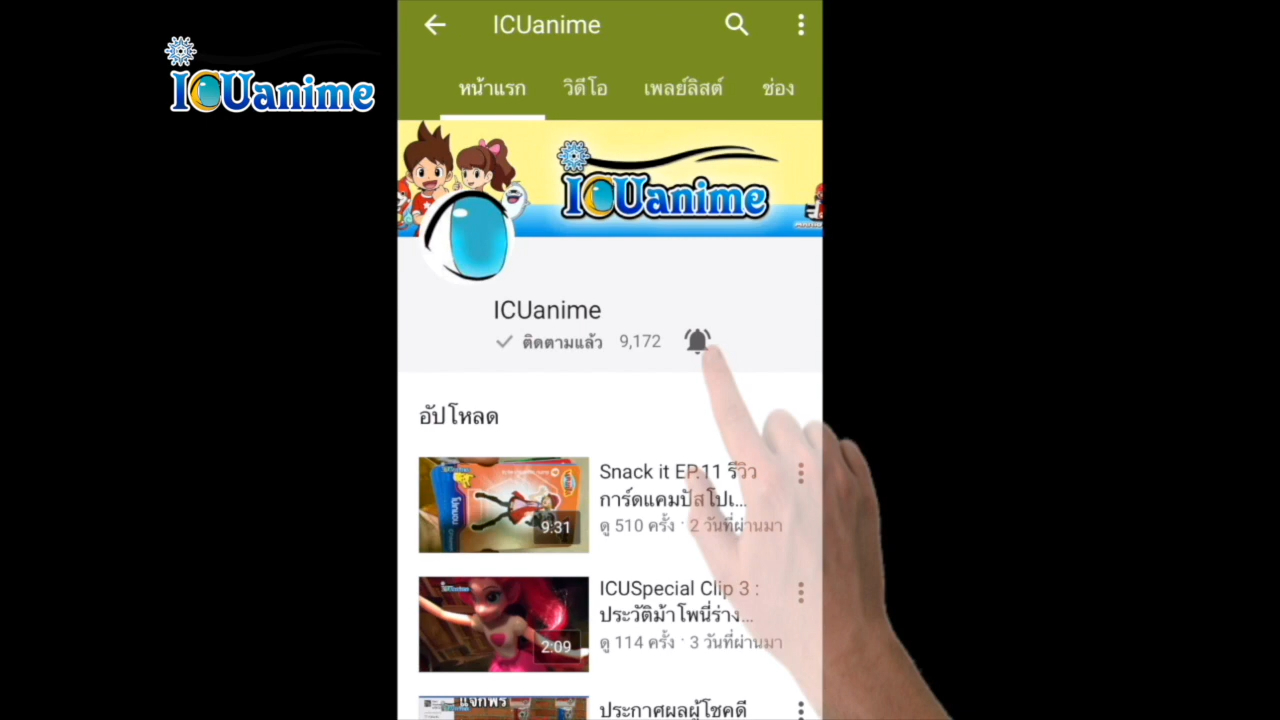 ICUanime
ICUanime
หน้าแรก วิดีโอ เพลย์ลิสต์ ช่อง
ICUanime
ICUanime
ติดตามแล้ว 9,172
อัปโหลด
Snack it EP.11 รีวิว
การ์ดแคมปัสโปเ...
ดู 510 ครั้ง · 2 วันที่ผ่านมา
9:31
ICUSpecial Clip 3 :
ประวัติม้าโพนี่ร่าง...
ดู 114 ครั้ง · 3 วันที่ผ่านมา
2:09
แจกฟรี
ประกาศผลผู้โชคดี